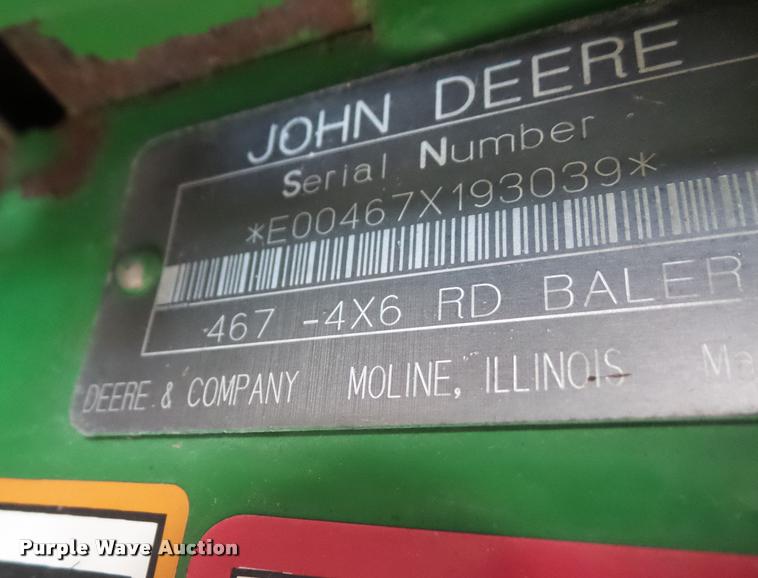 JOHN DEERE
Serial Number
*E00467X193039*
467 -4X6 RD BALER
DEERE & COMPANY MOLINE, ILLINOIS
Purple Wave Auction